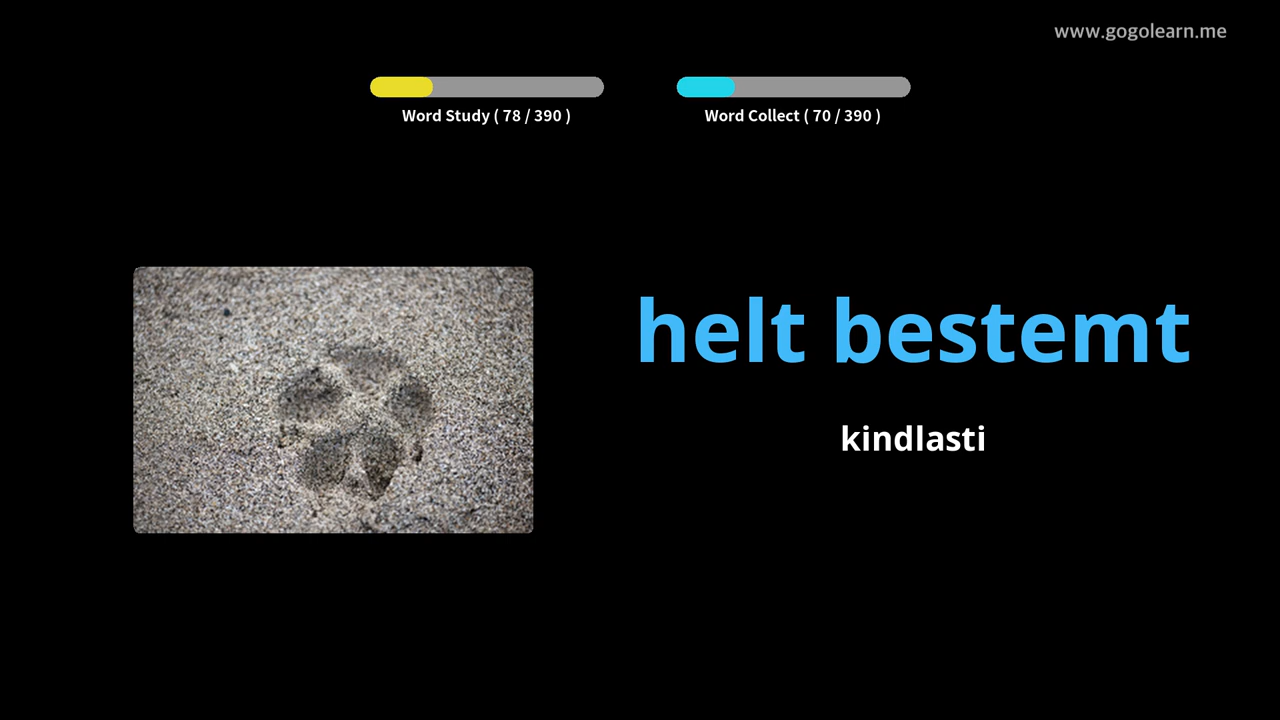 www.gogolearn.me
Word Study ( 78 / 390 )
Word Collect ( 70 / 390 )
helt bestemt
kindlasti